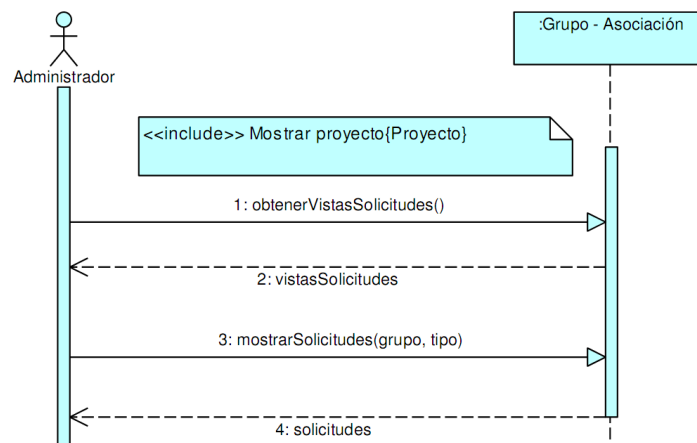 :Grupo - Asociación
Administrador
<<include>> Mostrar proyecto{Proyecto}
1: obtenerVistasSolicitudes()
2: vistasSolicitudes
3: mostrarSolicitudes(grupo, tipo)
4: solicitudes